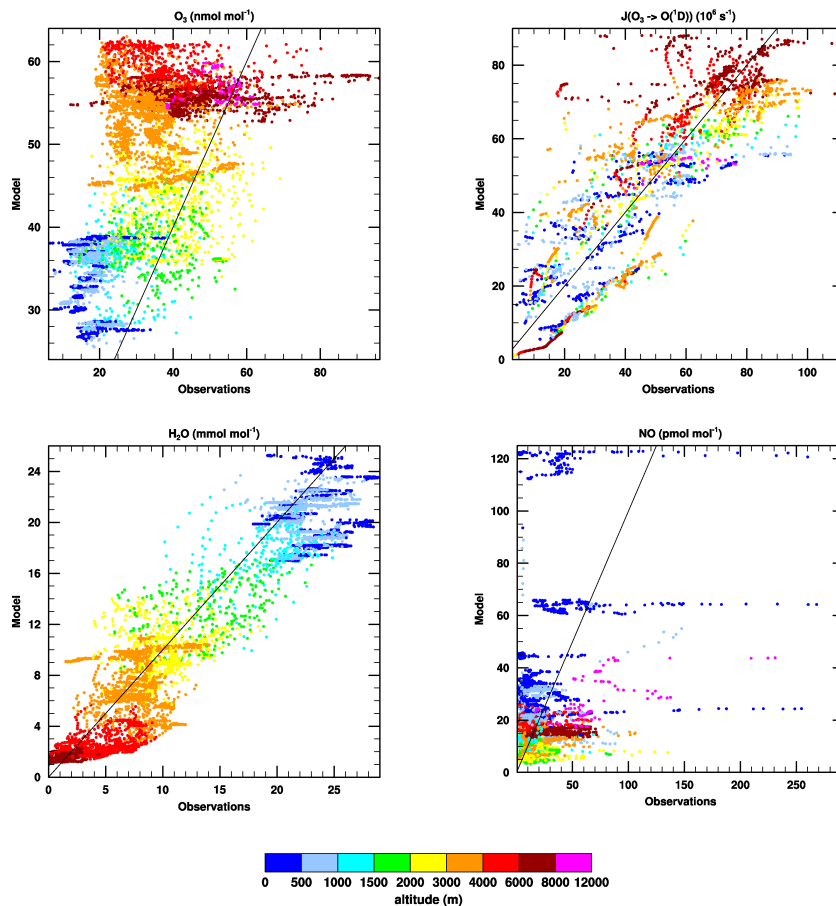 O₃ (nmol mol⁻¹)
J(O₃ -> O(¹D)) (10⁶ s⁻¹)
60
50
40
30
Model
20 40 60 80
Observations
80
60
40
20
0
Model
20 40 60 80 100
Observations
H₂O (mmol mol⁻¹)
NO (pmol mol⁻¹)
24
20
16
12
8
4
0
Model
0 5 10 15 20 25
Observations
120
100
80
60
40
20
0
Model
50 100 150 200 250
Observations
0 500 1000 1500 2000 3000 4000 6000 8000 12000
altitude (m)